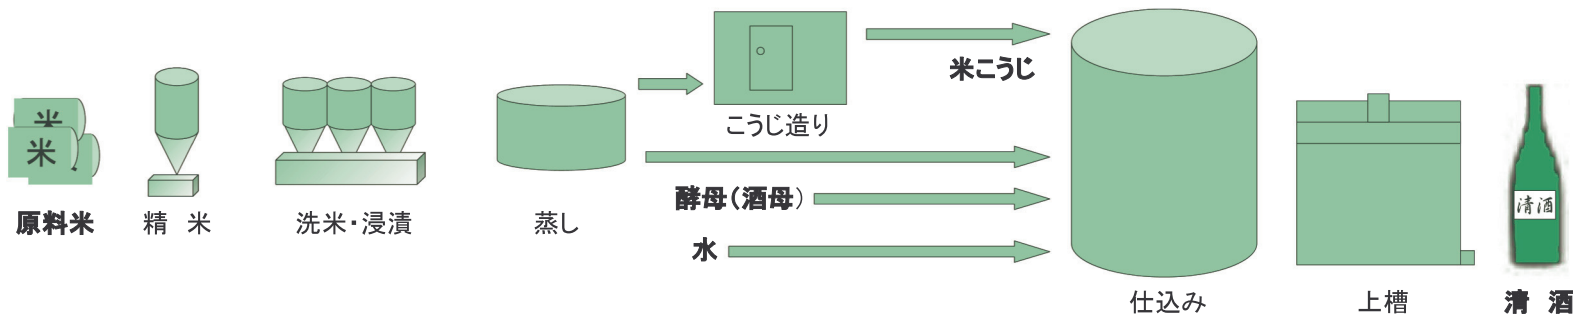 米
米
原料米
精 米
洗米・浸漬
蒸し
こうじ造り
米こうじ
酵母(酒母)
水
仕込み
上槽
清酒
清 酒